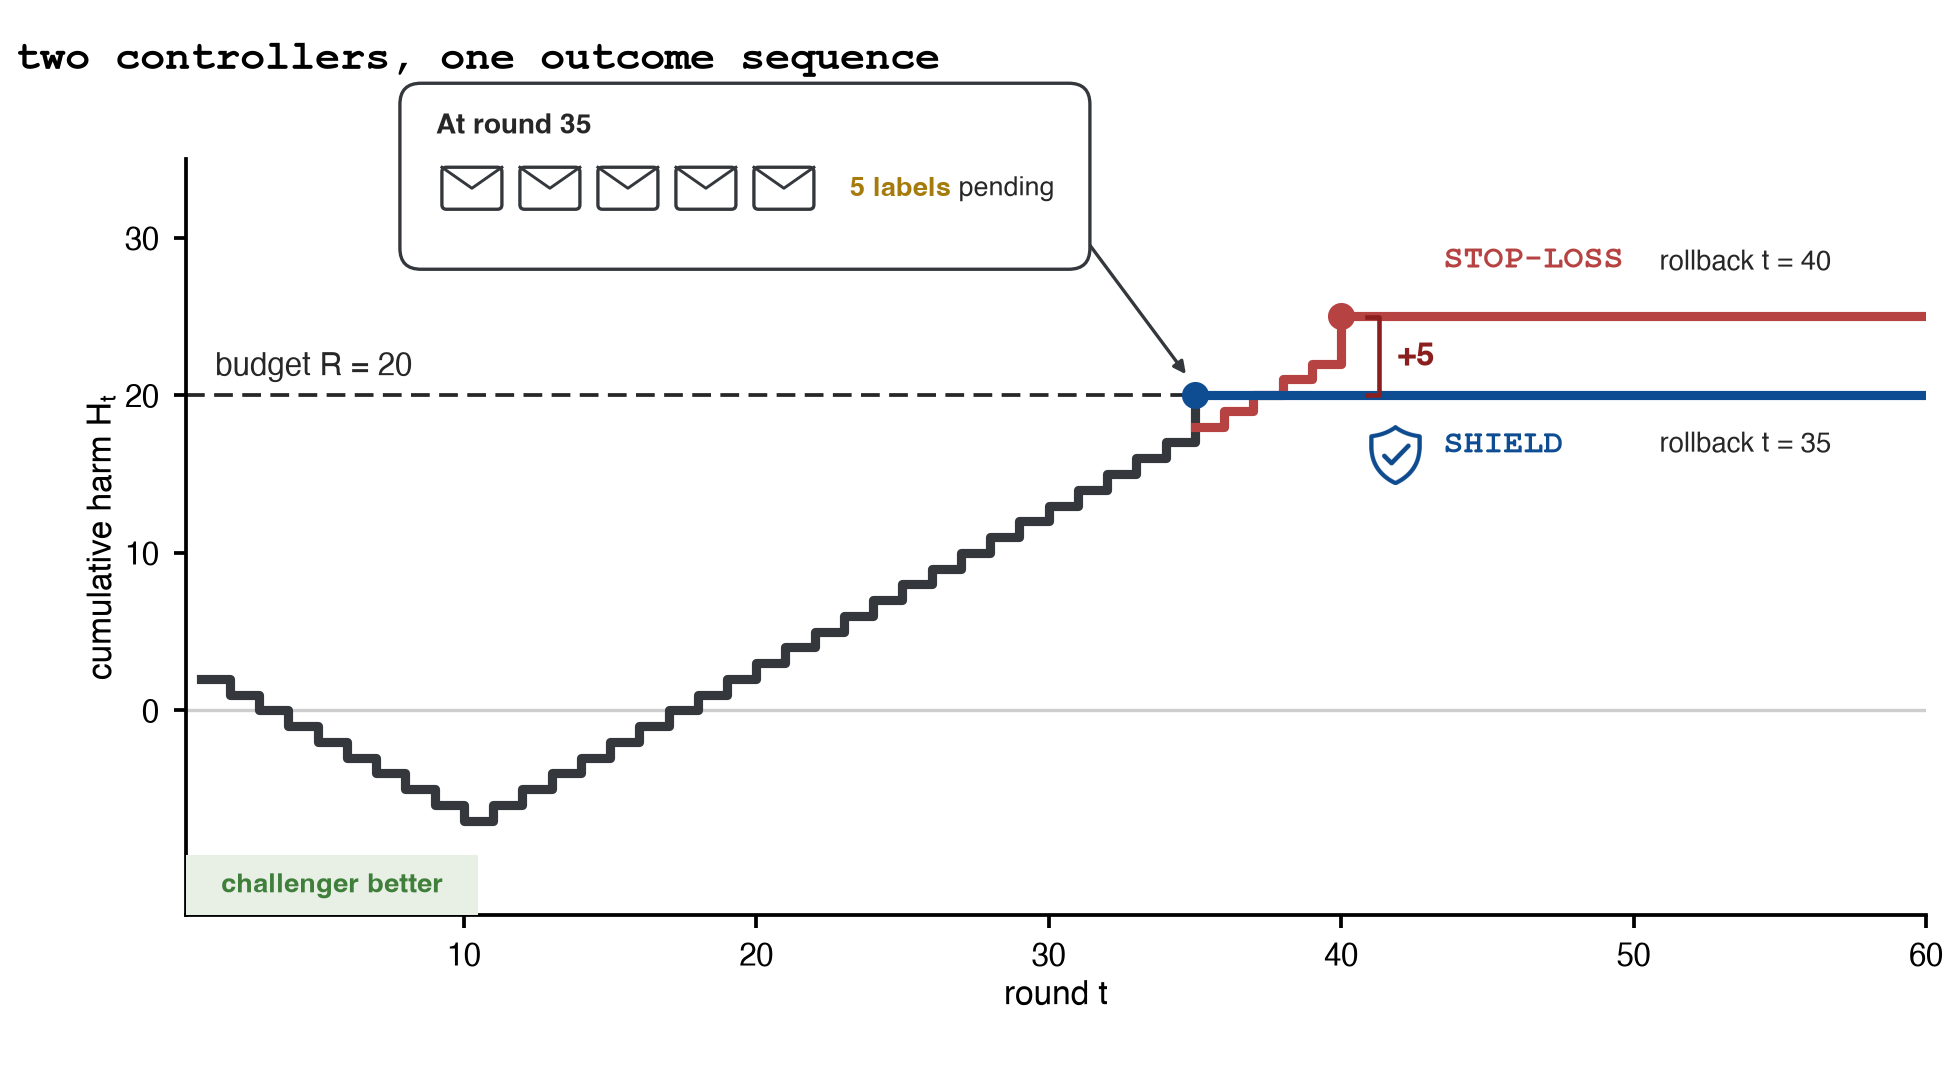 two controllers, one outcome sequence
At round 35
5 labels pending
30
20
10
0
cumulative harm Hₜ
budget R = 20
STOP-LOSS rollback t = 40
+5
SHIELD rollback t = 35
challenger better
10 20 30 40 50 60
round t